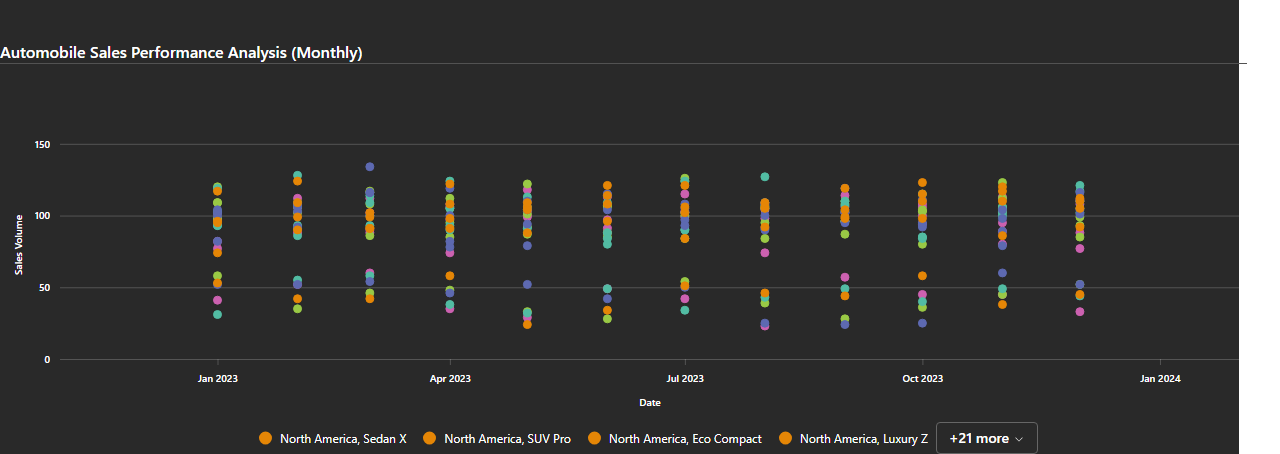 Automobile Sales Performance Analysis (Monthly)
150
100
50
0
Sales Volume
Jan 2023
Apr 2023
Jul 2023
Oct 2023
Jan 2024
Date
North America, Sedan X
North America, SUV Pro
North America, Eco Compact
North America, Luxury Z
+21 more